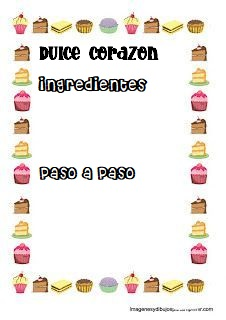 Dulce corazon
ingredientes
paso a paso